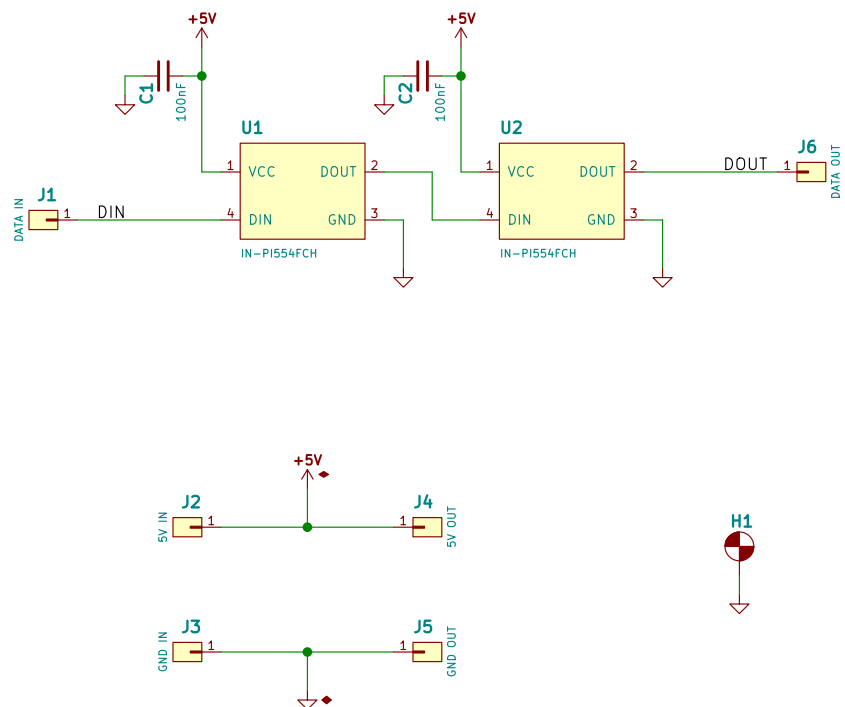 +5V
+5V
C1
100nF
C2
100nF
U1
U2
1 VCC DOUT 2
1 VCC DOUT 2
DOUT
J6
1
DATA OUT
J1
1
DATA IN
DIN
4 DIN GND 3
4 DIN GND 3
IN-PI554FCH
IN-PI554FCH
+5V
J2
1
5V IN
J4
1
5V OUT
H1
J3
1
GND IN
J5
1
GND OUT